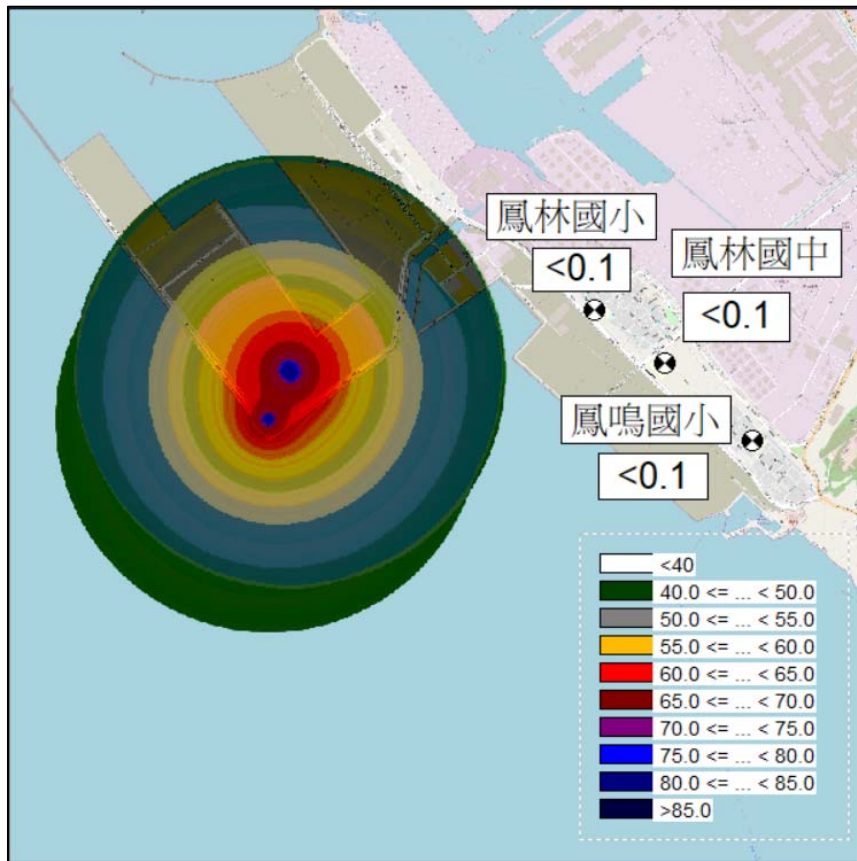 鳳林國小
<0.1
鳳林國中
<0.1
鳳鳴國小
<0.1
<40
40.0 <= ... < 50.0
50.0 <= ... < 55.0
55.0 <= ... < 60.0
60.0 <= ... < 65.0
65.0 <= ... < 70.0
70.0 <= ... < 75.0
75.0 <= ... < 80.0
80.0 <= ... < 85.0
>85.0